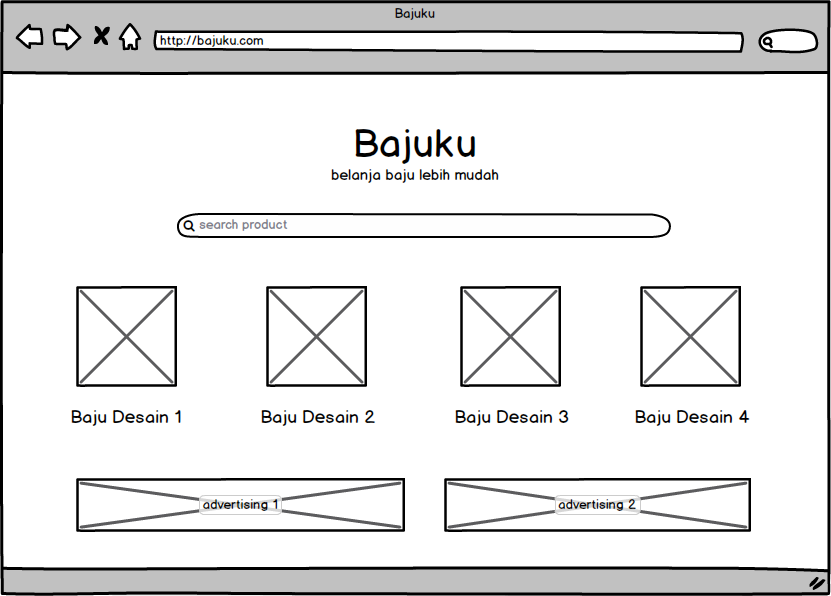 Bajuku
http://bajuku.com
Bajuku
belanja baju lebih mudah
search product
Baju Desain 1 Baju Desain 2 Baju Desain 3 Baju Desain 4
advertising 1 advertising 2